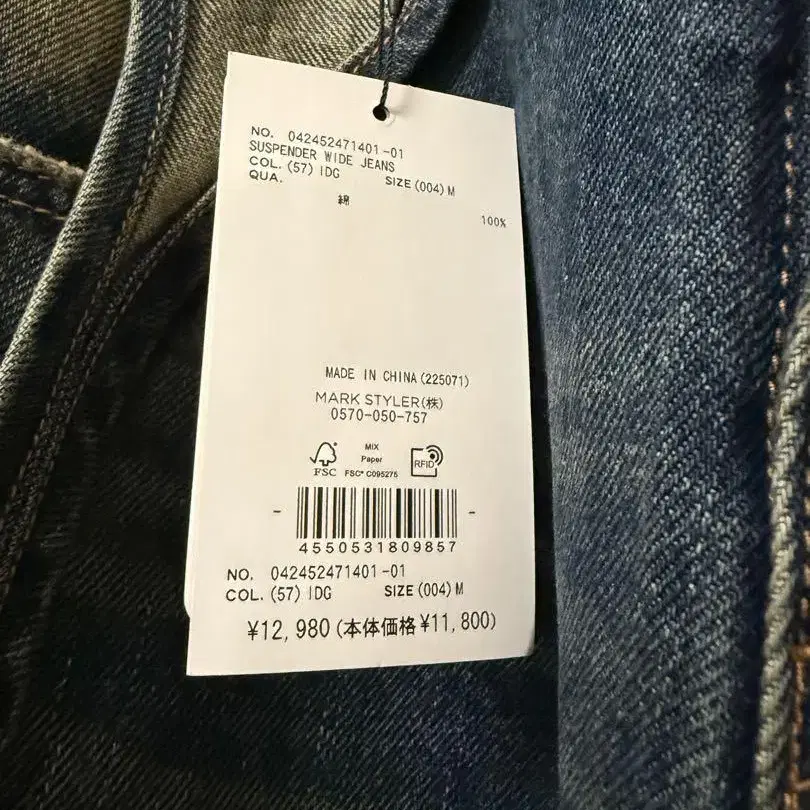 NO. 042452471401-01
SUSPENDER WIDE JEANS
COL. (57) IDG SIZE (004) M
QUA.
綿
100%
MADE IN CHINA (225071)
MARK STYLER(株)
0570-050-757
FSC
MIX
Paper
FSC® C095275
RFID
4550531809857
NO. 042452471401-01
COL. (57) IDG SIZE (004) M
¥12,980 (本体価格 ¥11,800)